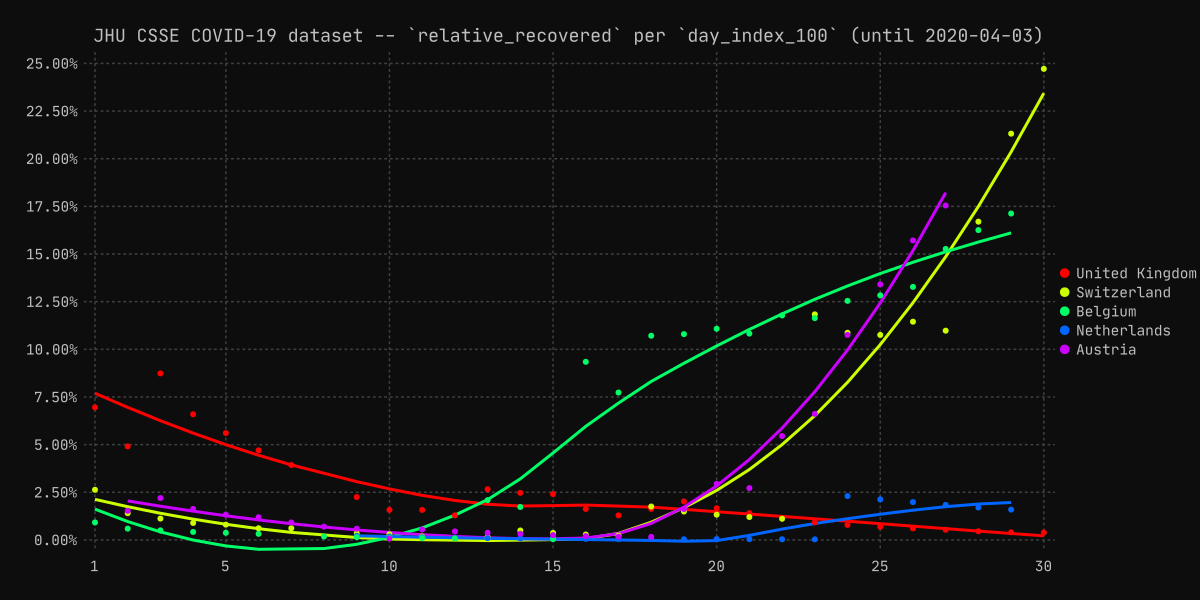 JHU CSSE COVID-19 dataset -- `relative_recovered` per `day_index_100` (until 2020-04-03)
25.00%
22.50%
20.00%
17.50%
15.00%
12.50%
10.00%
7.50%
5.00%
2.50%
0.00%
1 5 10 15 20 25 30
United Kingdom
Switzerland
Belgium
Netherlands
Austria